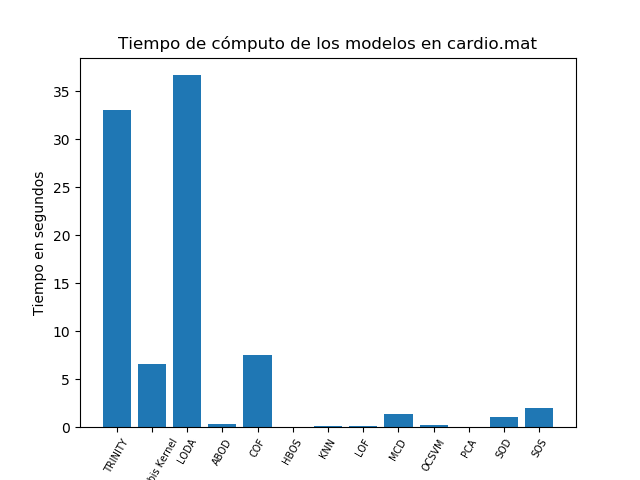 Tiempo de cómputo de los modelos en cardio.mat
Tiempo en segundos
35
30
25
20
15
10
5
0
TRINITY
Kernel
LODA
ABOD
COF
HBOS
KNN
LOF
MCD
OCSVM
PCA
SOD
SOS